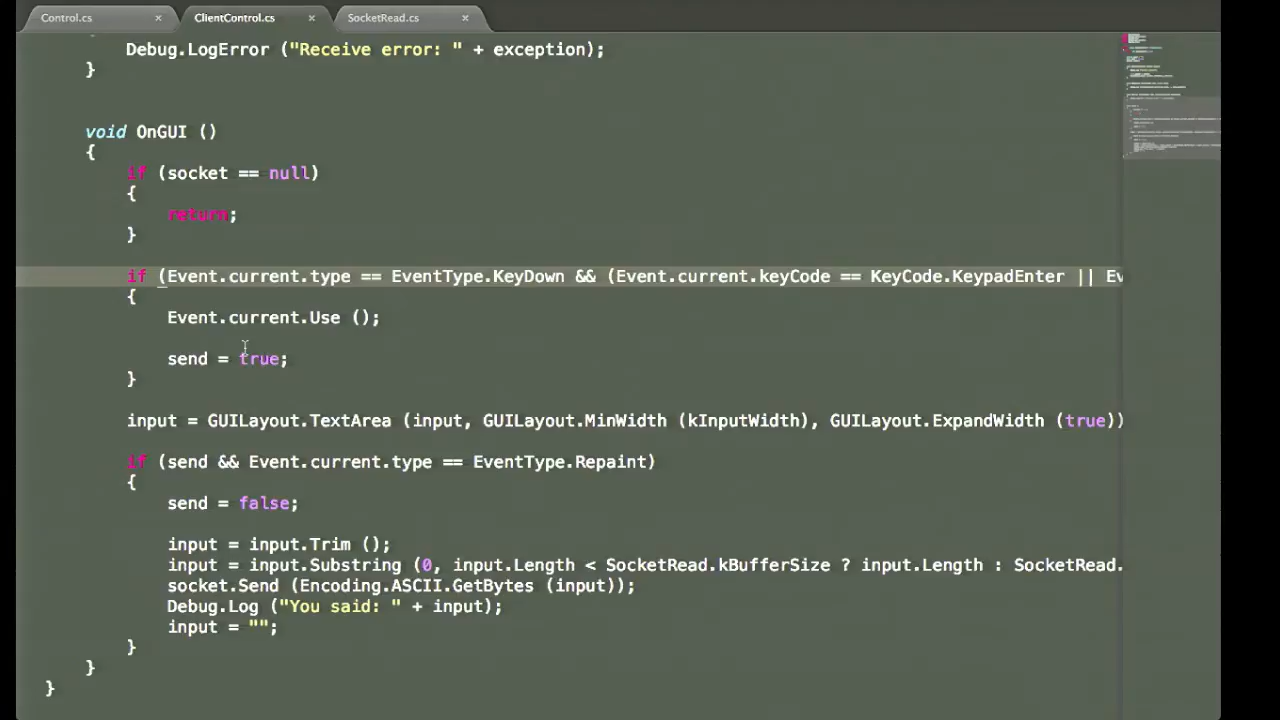 Control.cs × ClientControl.cs × SocketRead.cs ×
Debug.LogError ("Receive error: " + exception);
}
void OnGUI ()
{
if (socket == null)
{
return;
}
if (Event.current.type == EventType.KeyDown && (Event.current.keyCode == KeyCode.KeypadEnter || Ev
{
Event.current.Use ();
send = true;
}
input = GUILayout.TextArea (input, GUILayout.MinWidth (kInputWidth), GUILayout.ExpandWidth (true))
if (send && Event.current.type == EventType.Repaint)
{
send = false;
input = input.Trim ();
input = input.Substring (0, input.Length < SocketRead.kBufferSize ? input.Length : SocketRead.
socket.Send (Encoding.ASCII.GetBytes (input));
Debug.Log ("You said: " + input);
input = "";
}
}
}